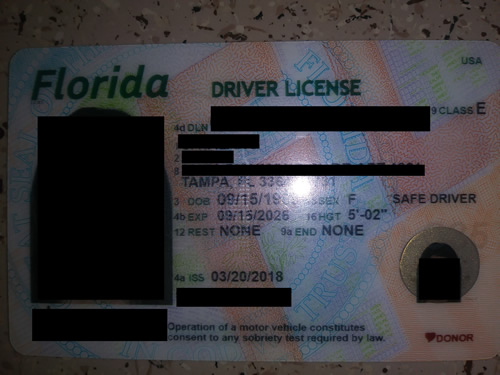 USA
Florida DRIVER LICENSE
9 CLASS E
4d DLN
2
8
TAMPA, FL
3 DOB 09/15/ SEX F SAFE DRIVER
4b EXP 09/15/2026 16 HGT 5'-02"
12 REST NONE 9a END NONE
4a ISS 03/20/2018
Operation of a motor vehicle constitutes
consent to any sobriety test required by law.
DONOR